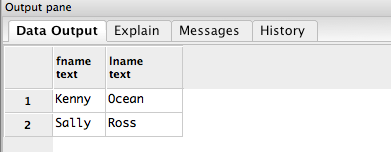 Output pane
Data Output Explain Messages History
fname lname
text text
1 Kenny Ocean
2 Sally Ross